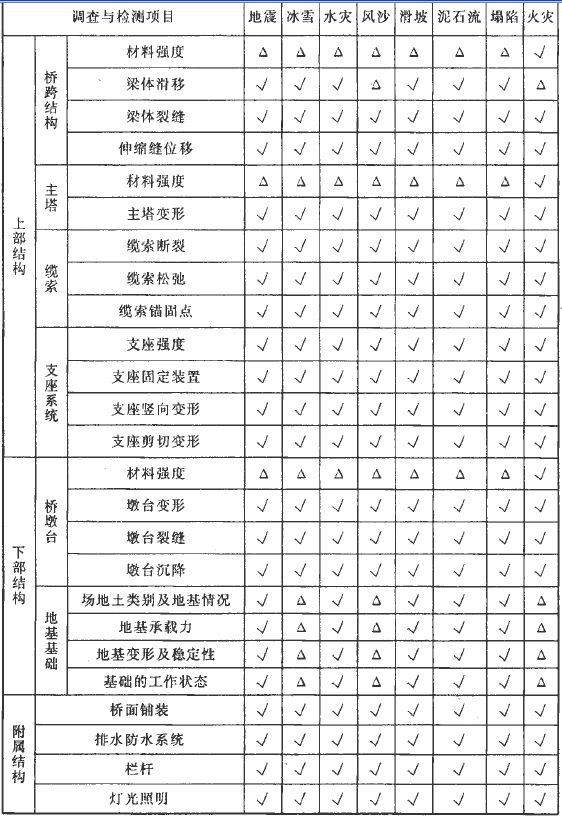 调查与检测项目 地震 冰雪 水灾 风沙 滑坡 泥石流 塌陷 火灾
上部结构 桥跨结构 材料强度 △ △ △ △ △ △ △ √
梁体滑移 √ √ √ △ √ √ √ △
梁体裂缝 √ √ √ √ √ √ √ √
伸缩缝位移 √ √ √ √ √ √ √ √
主塔 材料强度 △ △ △ △ △ △ △ √
主塔变形 √ √ √ √ √ √ √ √
缆索 缆索断裂 √ √ √ √ √ √ √ √
缆索松弛 √ √ √ √ √ √ √ √
缆索锚固点 √ √ √ √ √ √ √ √
支座系统 支座强度 √ √ √ √ √ √ √ √
支座固定装置 √ √ √ √ √ √ √ √
支座竖向变形 √ √ √ √ √ √ √ √
支座剪切变形 √ √ √ √ √ √ √ √
下部结构 桥墩台 材料强度 △ △ △ △ △ △ △ √
墩台变形 √ √ √ √ √ √ √ √
墩台裂缝 √ √ √ √ √ √ √ √
墩台沉降 √ √ √ √ √ √ √ √
地基基础 场地土类别及地基情况 √ △ √ △ √ √ √ △
地基承载力 √ △ √ △ √ √ √ △
地基变形及稳定性 √ △ √ △ √ √ √ △
基础的工作状态 √ △ √ △ √ √ √ △
附属结构 桥面铺装 √ √ √ √ √ √ √ √
排水防水系统 √ √ √ √ √ √ √ √
栏杆 √ √ √ √ √ √ √ √
灯光照明 √ √ √ √ √ √ √ √